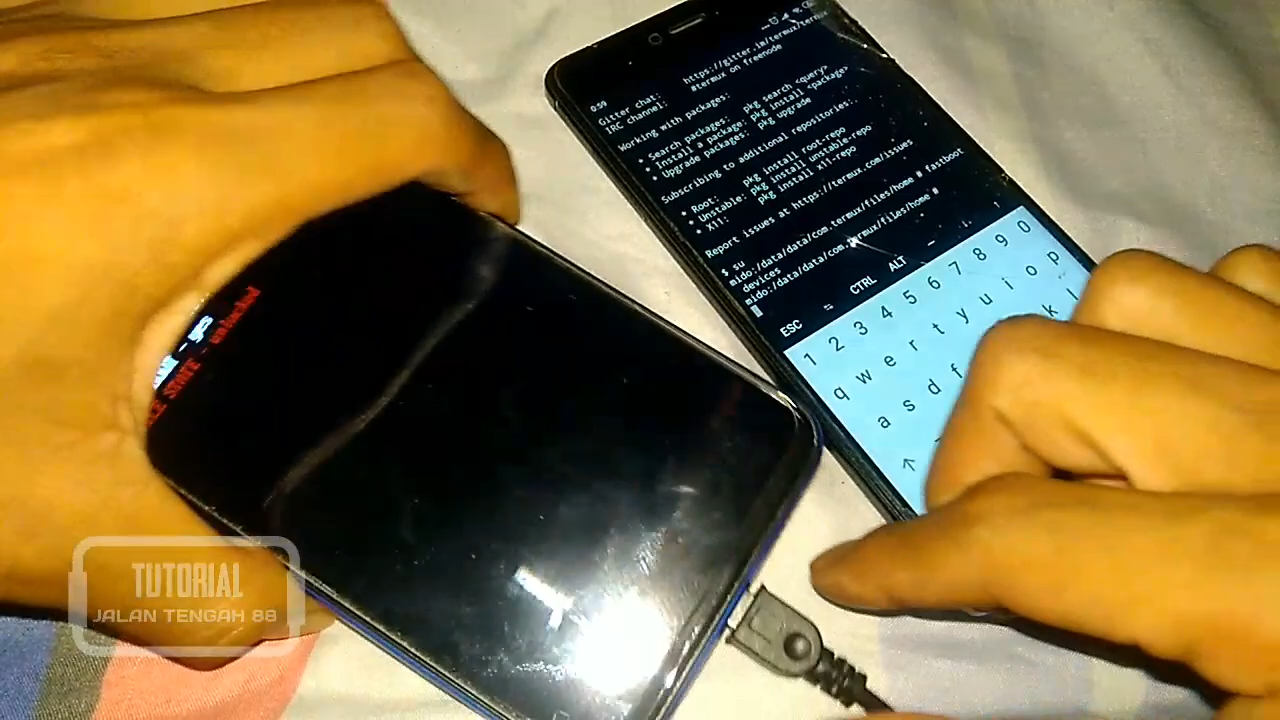 https://gitter.im/termux/termux
Gitter chat:
#termux on freenode
IRC channel:
0:59
Working with packages:
• Search packages: pkg search <query>
• Install a package: pkg install <package>
• Upgrade packages: pkg upgrade
Subscribing to additional repositories:
• Root: pkg install root-repo
• Unstable: pkg install unstable-repo
• X11: pkg install x11-repo
Report issues at https://termux.com/issues
$ su
mido:/data/data/com.termux/files/home # fastboot
devices
mido:/data/data/com.termux/files/home #
ESC CTRL ALT
1 2 3 4 5 6 7 8 9 0
q w e r t y u i o p
a s d f k l
STATE - unlocked
- yes
TUTORIAL
JALAN TENGAH 88